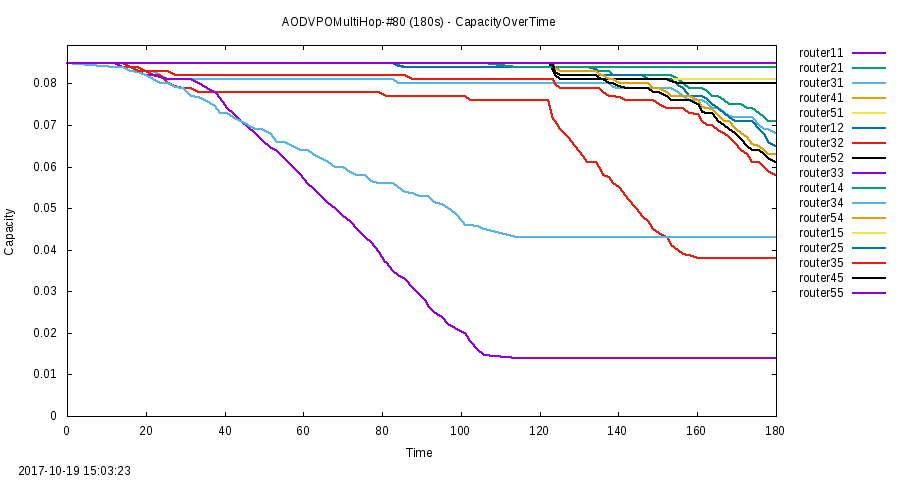 AODVPOMultiHop-#80 (180s) - CapacityOverTime
router11
router21
router31
router41
router51
router12
router32
router52
router33
router14
router34
router54
router15
router25
router35
router45
router55
0.08
0.07
0.06
0.05
0.04
0.03
0.02
0.01
0
Capacity
0 20 40 60 80 100 120 140 160 180
Time
2017-10-19 15:03:23